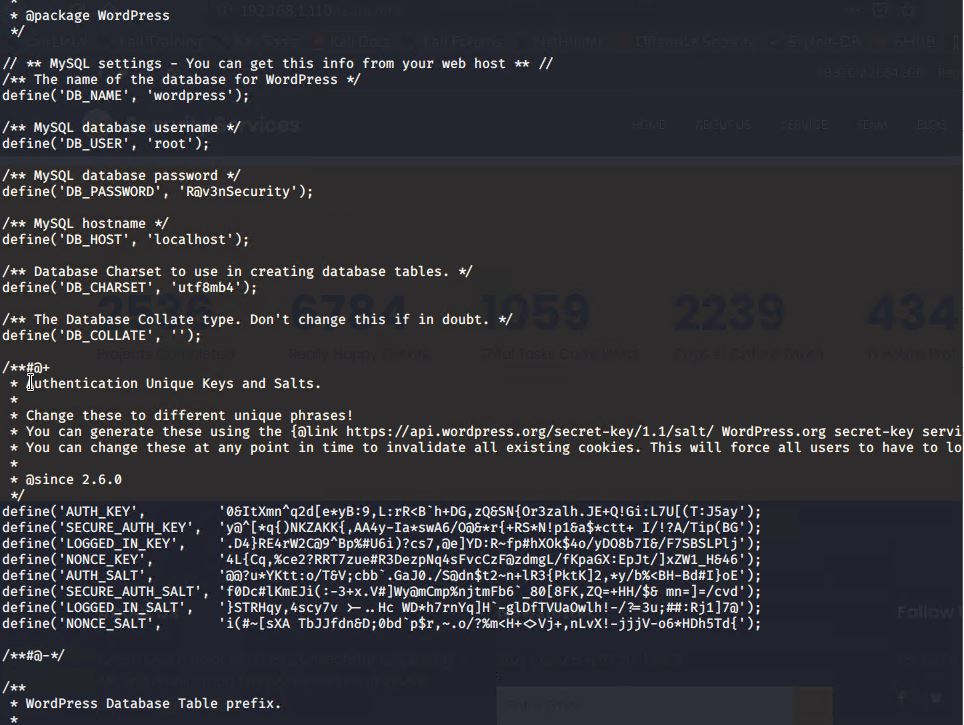 *
 * @package WordPress
 */
// ** MySQL settings - You can get this info from your web host ** //
/** The name of the database for WordPress */
define('DB_NAME', 'wordpress');
/** MySQL database username */
define('DB_USER', 'root');
/** MySQL database password */
define('DB_PASSWORD', 'R@v3nSecurity');
/** MySQL hostname */
define('DB_HOST', 'localhost');
/** Database Charset to use in creating database tables. */
define('DB_CHARSET', 'utf8mb4');
/** The Database Collate type. Don't change this if in doubt. */
define('DB_COLLATE', '');
/**#@+
 * Authentication Unique Keys and Salts.
 *
 * Change these to different unique phrases!
 * You can generate these using the {@link https://api.wordpress.org/secret-key/1.1/salt/ WordPress.org secret-key servi
 * You can change these at any point in time to invalidate all existing cookies. This will force all users to have to lo
 *
 * @since 2.6.0
 */
define('AUTH_KEY', '0&ItXmn^q2d[e*yB:9,L:rR<B`h+DG,zQ&SN{Or3zalh.JE+Q!Gi:L7U[(T:J5ay');
define('SECURE_AUTH_KEY', 'y@^[*q{)NKZAKK{,AA4y-Ia*swA6/O@&*r{+RS*N!p1&a$*ctt+ I/!?A/Tip(BG');
define('LOGGED_IN_KEY', '.D4}RE4rW2C@9^Bp%#U6i)?cs7,@e]YD:R~fp#hXOk$4o/yDO8b7I&/F7SBSLPlj');
define('NONCE_KEY', '4L{Cq,%ce2?RRT7zue#R3DezpNq4sFvcCzF@zdmgL/fKpaGX:EpJt/]xZW1_H&46');
define('AUTH_SALT', '@@?u*YKtt:o/T&V;cbb`.GaJ0./S@dn$t2~n+lR3{PktK]2,*y/b%<BH-Bd#I}oE');
define('SECURE_AUTH_SALT', 'f0Dc#lKmEJi(:-3+x.V#]Wy@mCmp%njtmFb6`_80[8FK,ZQ=+HH/$& mn=]=/cvd');
define('LOGGED_IN_SALT', '}STRHqy,4scy7v >-..Hc WD*h7rnYq]H`-glDfTVUaOwlh!-/?=3u;##:Rj1]7@');
define('NONCE_SALT', 'i(#~[sXA TbJJfdn&D;0bd`p$r,~.o/?%m<H+<>Vj+,nLvX!-jjjV-o6*HDh5Td{');
/**#@-*/
/**
 * WordPress Database Table prefix.
 *